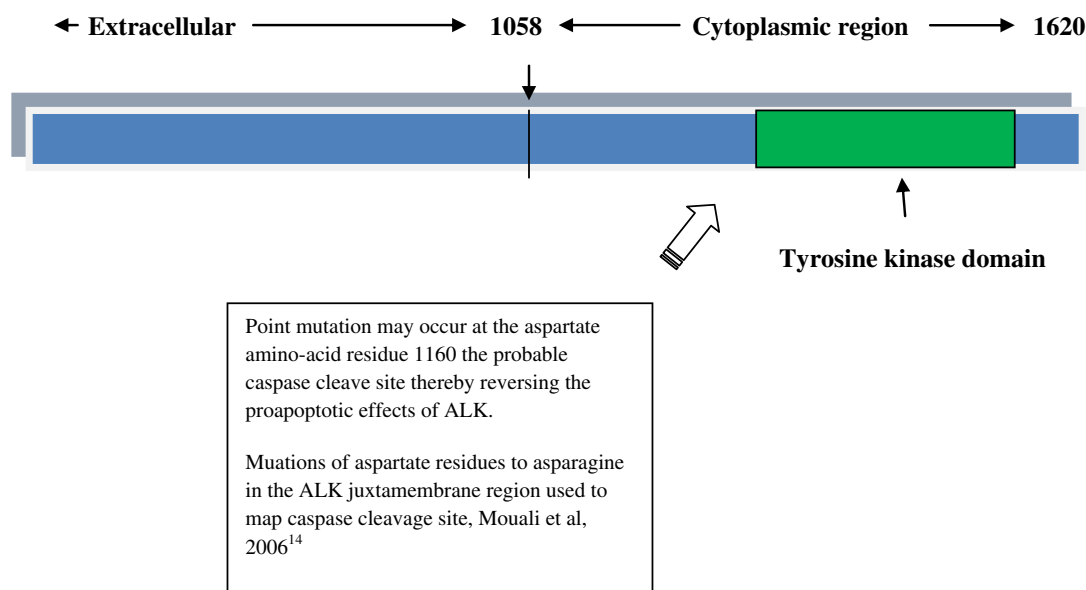 Extracellular 1058 Cytoplasmic region 1620
Tyrosine kinase domain
Point mutation may occur at the aspartate
amino-acid residue 1160 the probable
caspase cleave site thereby reversing the
proapoptotic effects of ALK.
Muations of aspartate residues to asparagine
in the ALK juxtamembrane region used to
map caspase cleavage site, Mouali et al,
2006¹⁴